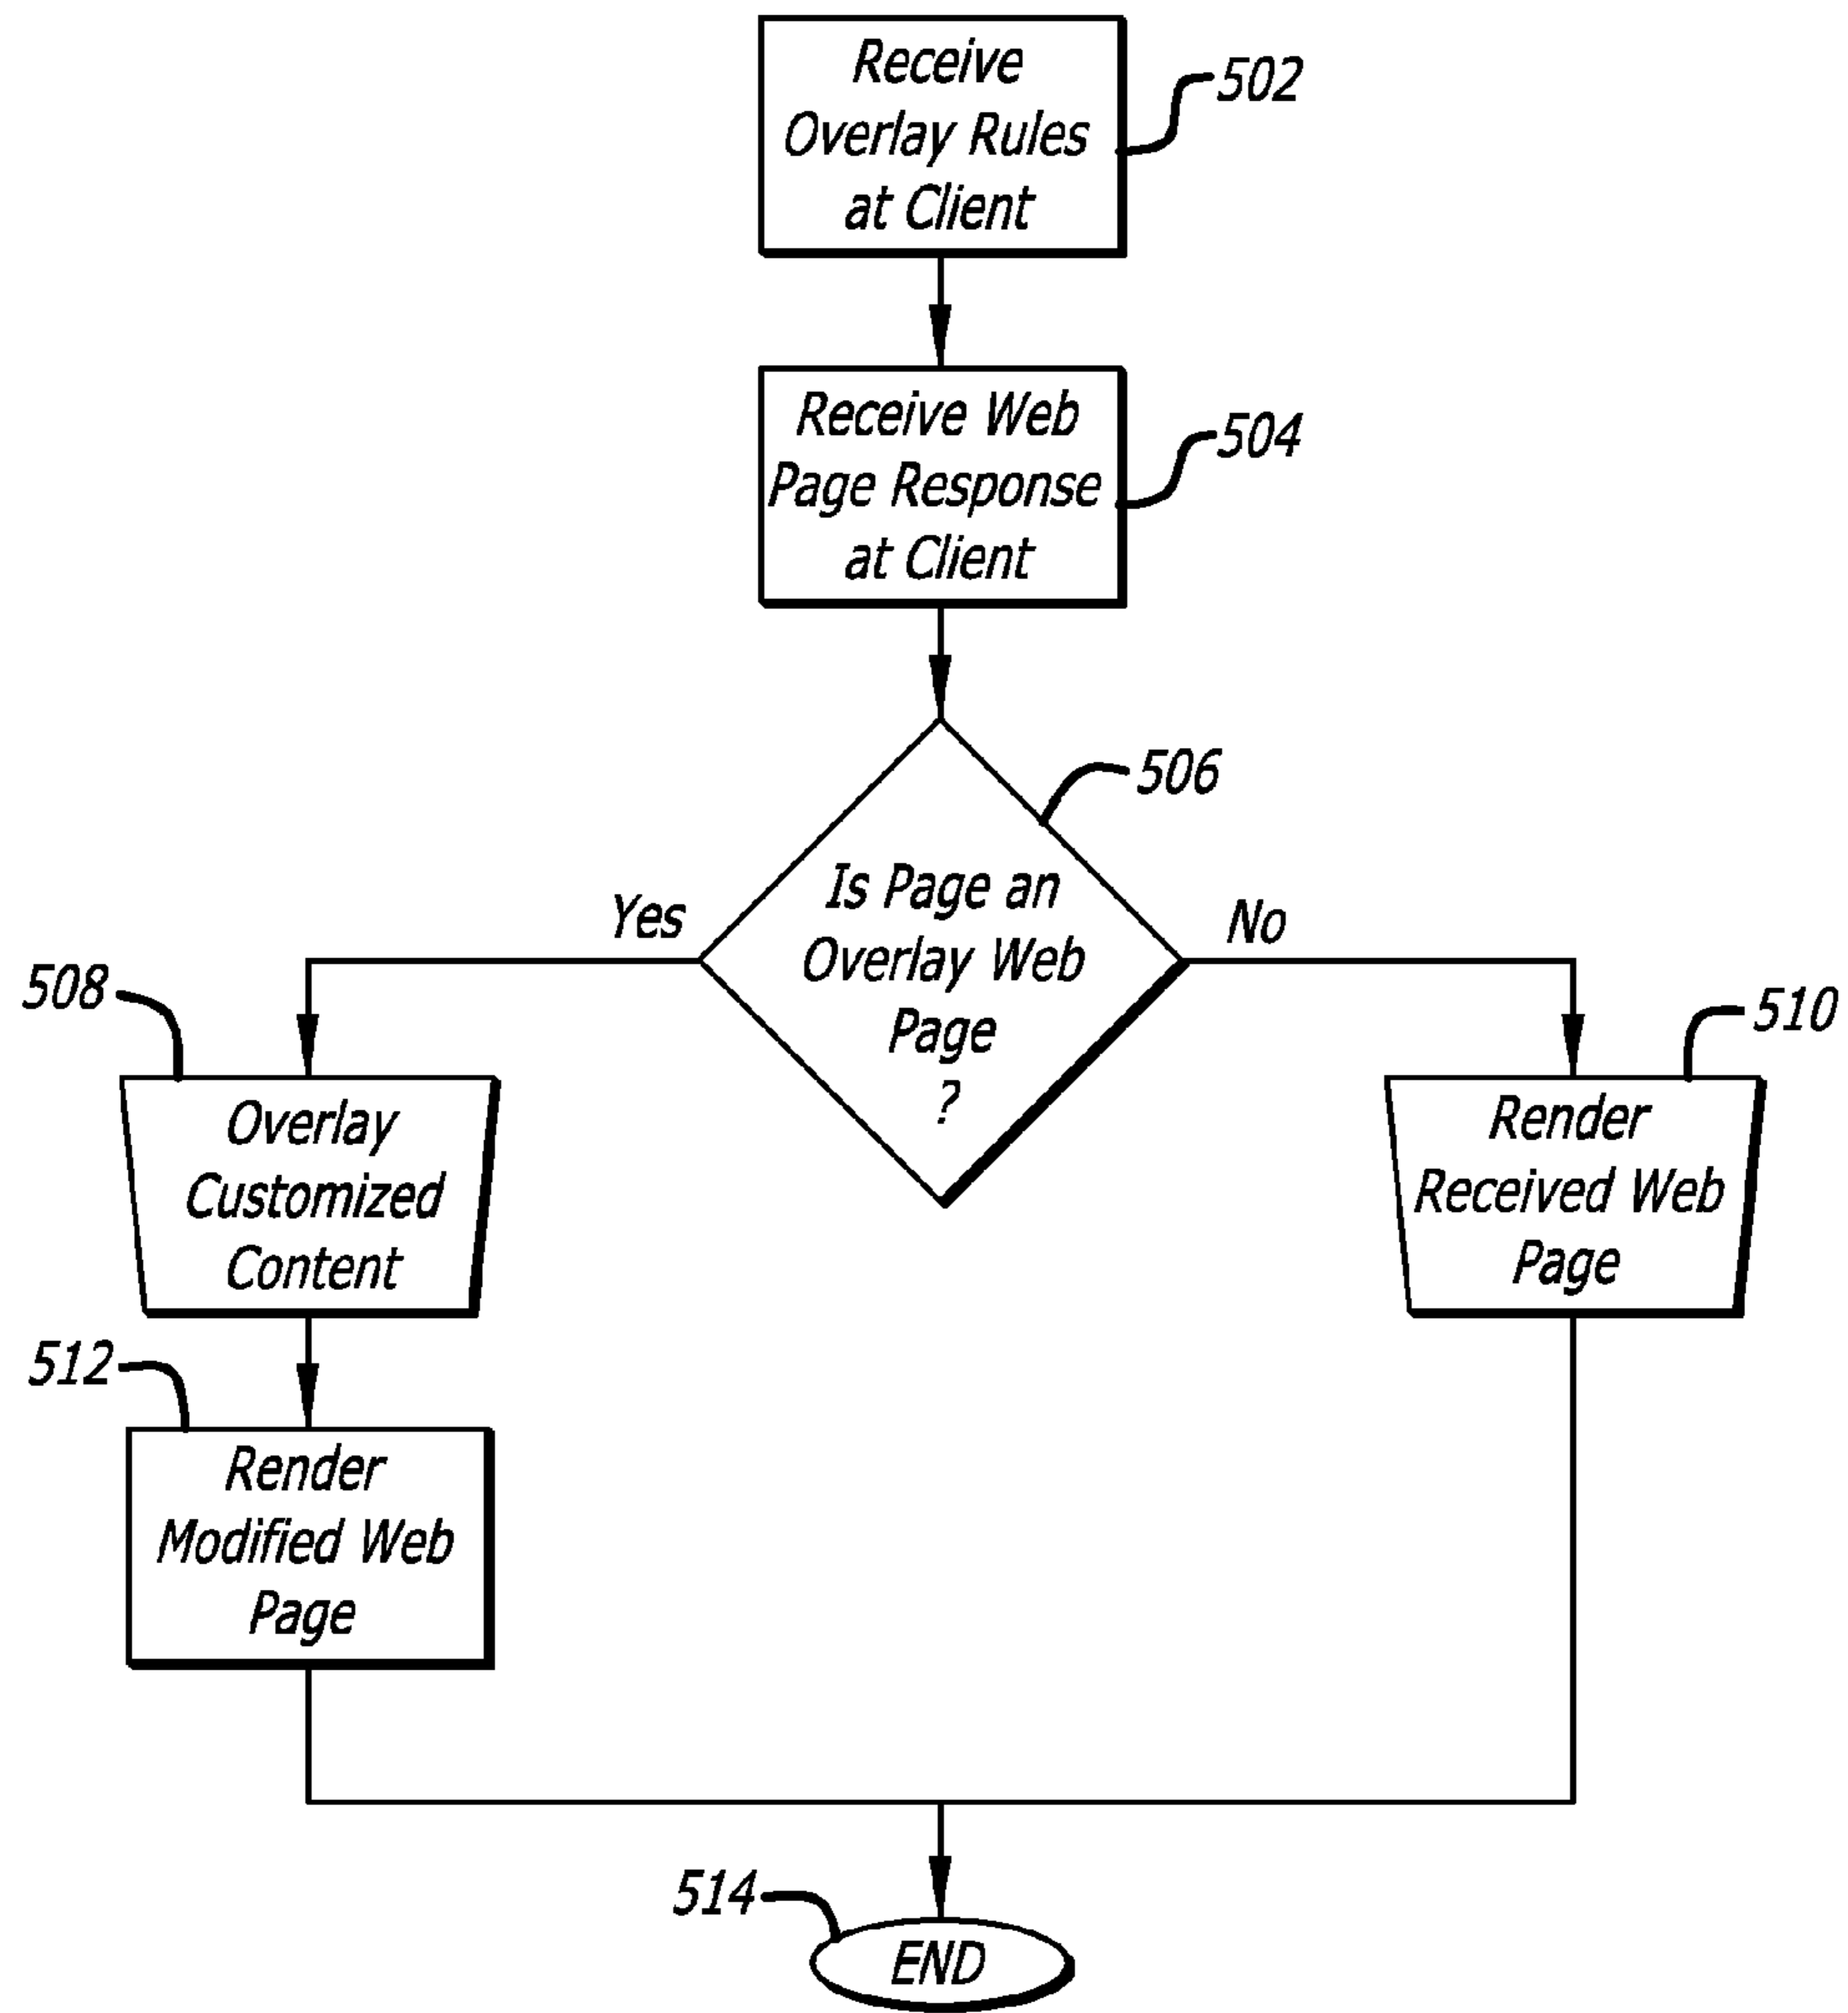 Receive
Overlay Rules
at Client
502
Receive Web
Page Response
at Client
504
506
Is Page an
Overlay Web
Page
?
Yes
No
508
Overlay
Customized
Content
510
Render
Received Web
Page
512
Render
Modified Web
Page
514
END